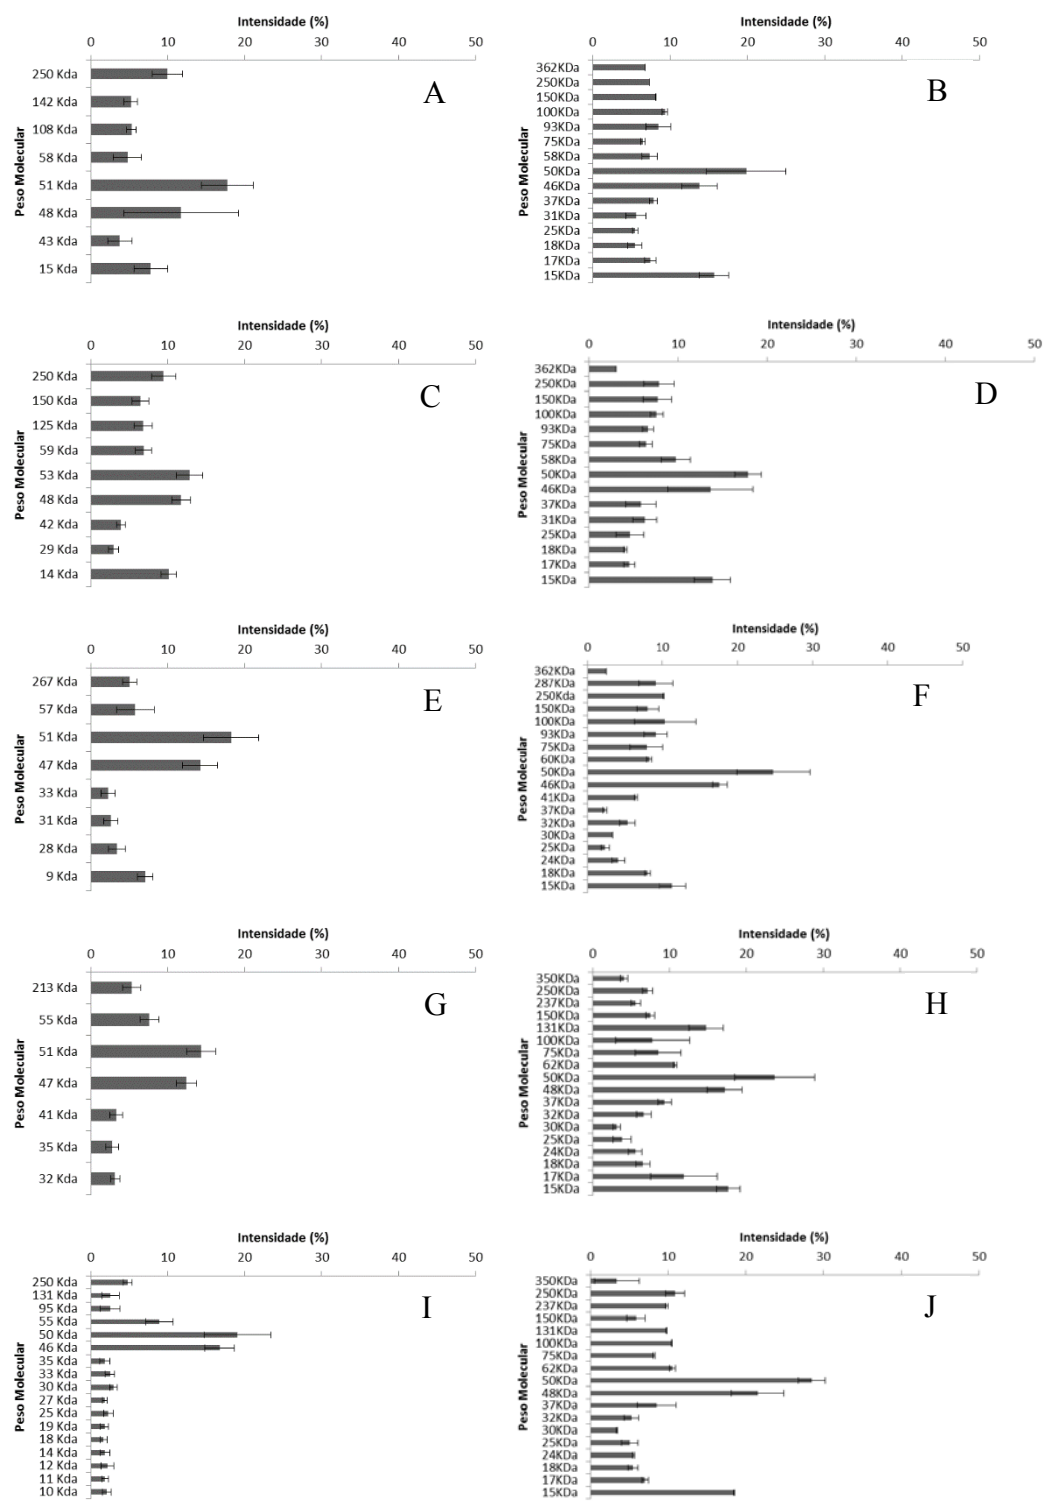 Intensidade (%)
0 10 20 30 40 50
250 Kda
142 Kda
108 Kda
58 Kda
51 Kda
48 Kda
43 Kda
15 Kda
Peso Molecular
A
Intensidade (%)
0 10 20 30 40 50
362KDa
250KDa
150KDa
100KDa
93KDa
75KDa
58KDa
50KDa
46KDa
37KDa
31KDa
25KDa
18KDa
17KDa
15KDa
Peso Molecular
B
Intensidade (%)
0 10 20 30 40 50
250 Kda
150 Kda
125 Kda
59 Kda
53 Kda
48 Kda
42 Kda
29 Kda
14 Kda
Peso Molecular
C
Intensidade (%)
0 10 20 30 40 50
362KDa
250KDa
150KDa
100KDa
93KDa
75KDa
58KDa
50KDa
46KDa
37KDa
31KDa
25KDa
18KDa
17KDa
15KDa
Peso Molecular
D
Intensidade (%)
0 10 20 30 40 50
267 Kda
57 Kda
51 Kda
47 Kda
33 Kda
31 Kda
28 Kda
9 Kda
Peso Molecular
E
Intensidade (%)
0 10 20 30 40 50
362KDa
287KDa
250Kda
150KDa
100KDa
93KDa
75KDa
60KDa
50KDa
46KDa
41KDa
37KDa
32KDa
30KDa
25KDa
24KDa
18KDa
15KDa
Peso Molecular
F
Intensidade (%)
0 10 20 30 40 50
213 Kda
55 Kda
51 Kda
47 Kda
41 Kda
35 Kda
32 Kda
Peso Molecular
G
Intensidade (%)
0 10 20 30 40 50
350KDa
250KDa
237KDa
150KDa
131KDa
100KDa
75KDa
62KDa
50KDa
48KDa
37KDa
32KDa
30KDa
25KDa
24KDa
18KDa
17KDa
15KDa
Peso Molecular
H
Intensidade (%)
0 10 20 30 40 50
250 Kda
131 Kda
95 Kda
55 Kda
50 Kda
46 Kda
35 Kda
33 Kda
30 Kda
27 Kda
25 Kda
19 Kda
18 Kda
14 Kda
12 Kda
11 Kda
10 Kda
Peso Molecular
I
Intensidade (%)
0 10 20 30 40 50
350KDa
250KDa
237KDa
150KDa
131KDa
100KDa
75KDa
62KDa
50KDa
48KDa
37KDa
32KDa
30KDa
25KDa
24KDa
18KDa
17KDa
15KDa
Peso Molecular
J